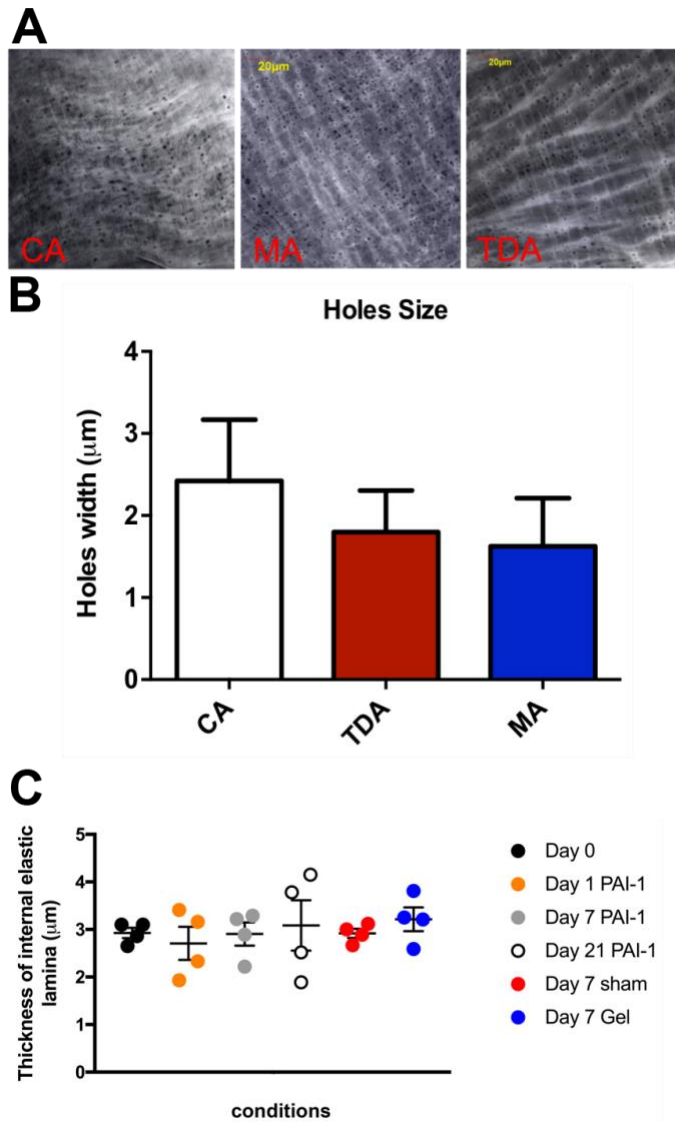 A
20µm
20µm
CA
MA
TDA
B
Holes Size
Holes width (µm)
4
3
2
1
0
CA
TDA
MA
C
Thickness of internal elastic
lamina (µm)
5
4
3
2
1
0
conditions
Day 0
Day 1 PAI-1
Day 7 PAI-1
Day 21 PAI-1
Day 7 sham
Day 7 Gel